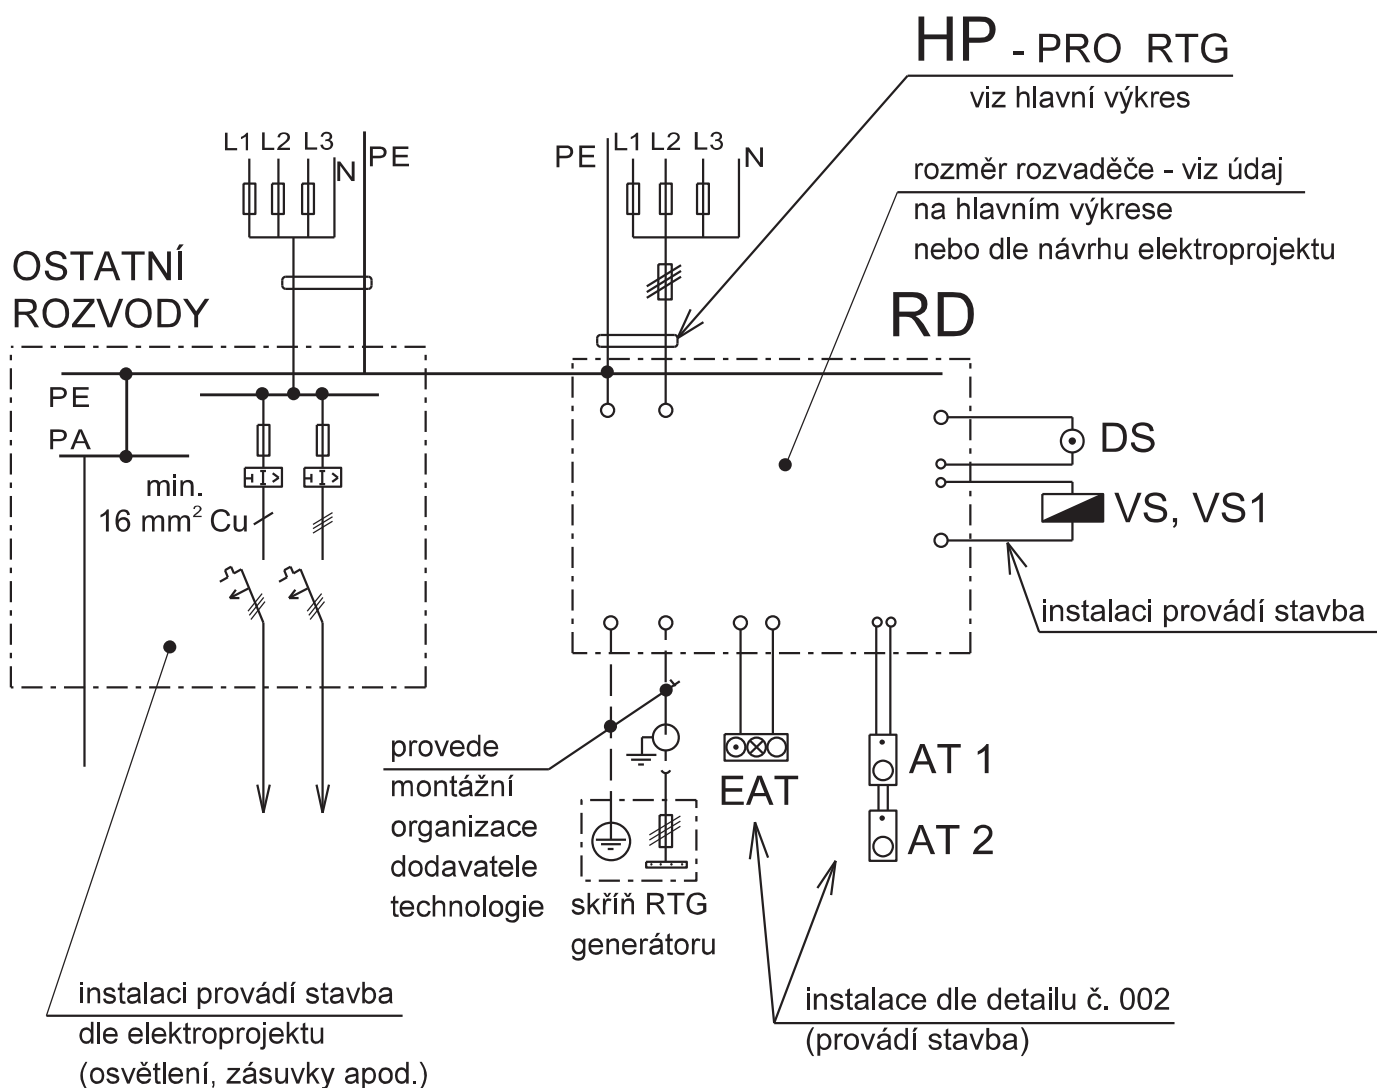 HP - PRO RTG
viz hlavní výkres
L1 L2 L3
N
PE
PE
L1 L2 L3
N
rozměr rozvaděče - viz údaj
na hlavním výkrese
nebo dle návrhu elektroprojektu
OSTATNÍ
ROZVODY
RD
PE
PA
min.
16 mm² Cu
DS
VS, VS1
instalaci provádí stavba
provede
montážní
organizace
dodavatele
technologie
EAT
AT 1
AT 2
skříň RTG
generátoru
instalaci provádí stavba
dle elektroprojektu
(osvětlení, zásuvky apod.)
instalace dle detailu č. 002
(provádí stavba)